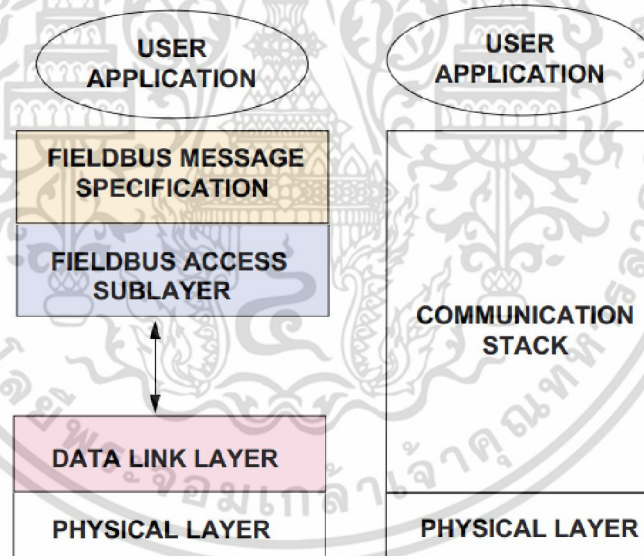 USER
APPLICATION
FIELDBUS MESSAGE
SPECIFICATION
FIELDBUS ACCESS
SUBLAYER
DATA LINK LAYER
PHYSICAL LAYER
USER
APPLICATION
COMMUNICATION
STACK
PHYSICAL LAYER